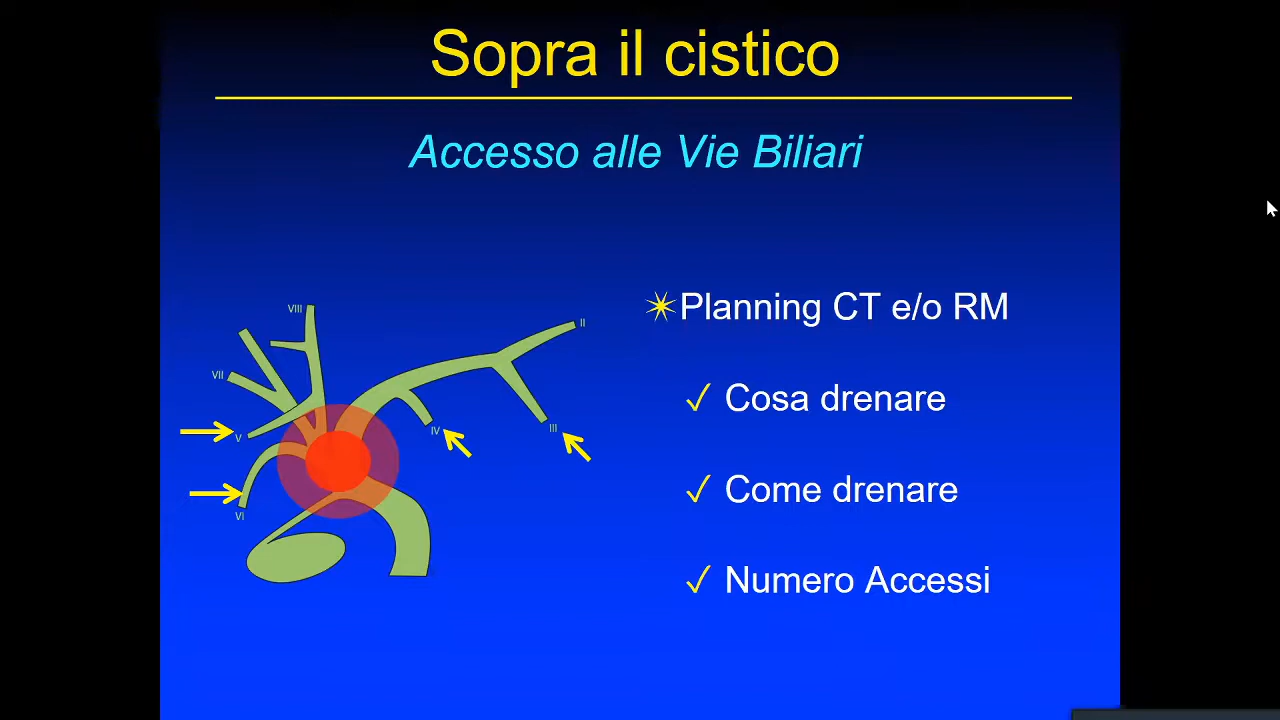 Sopra il cistico
Accesso alle Vie Biliari
Planning CT e/o RM
Cosa drenare
Come drenare
Numero Accessi
VIII
II
VII
V
IV
III
VI